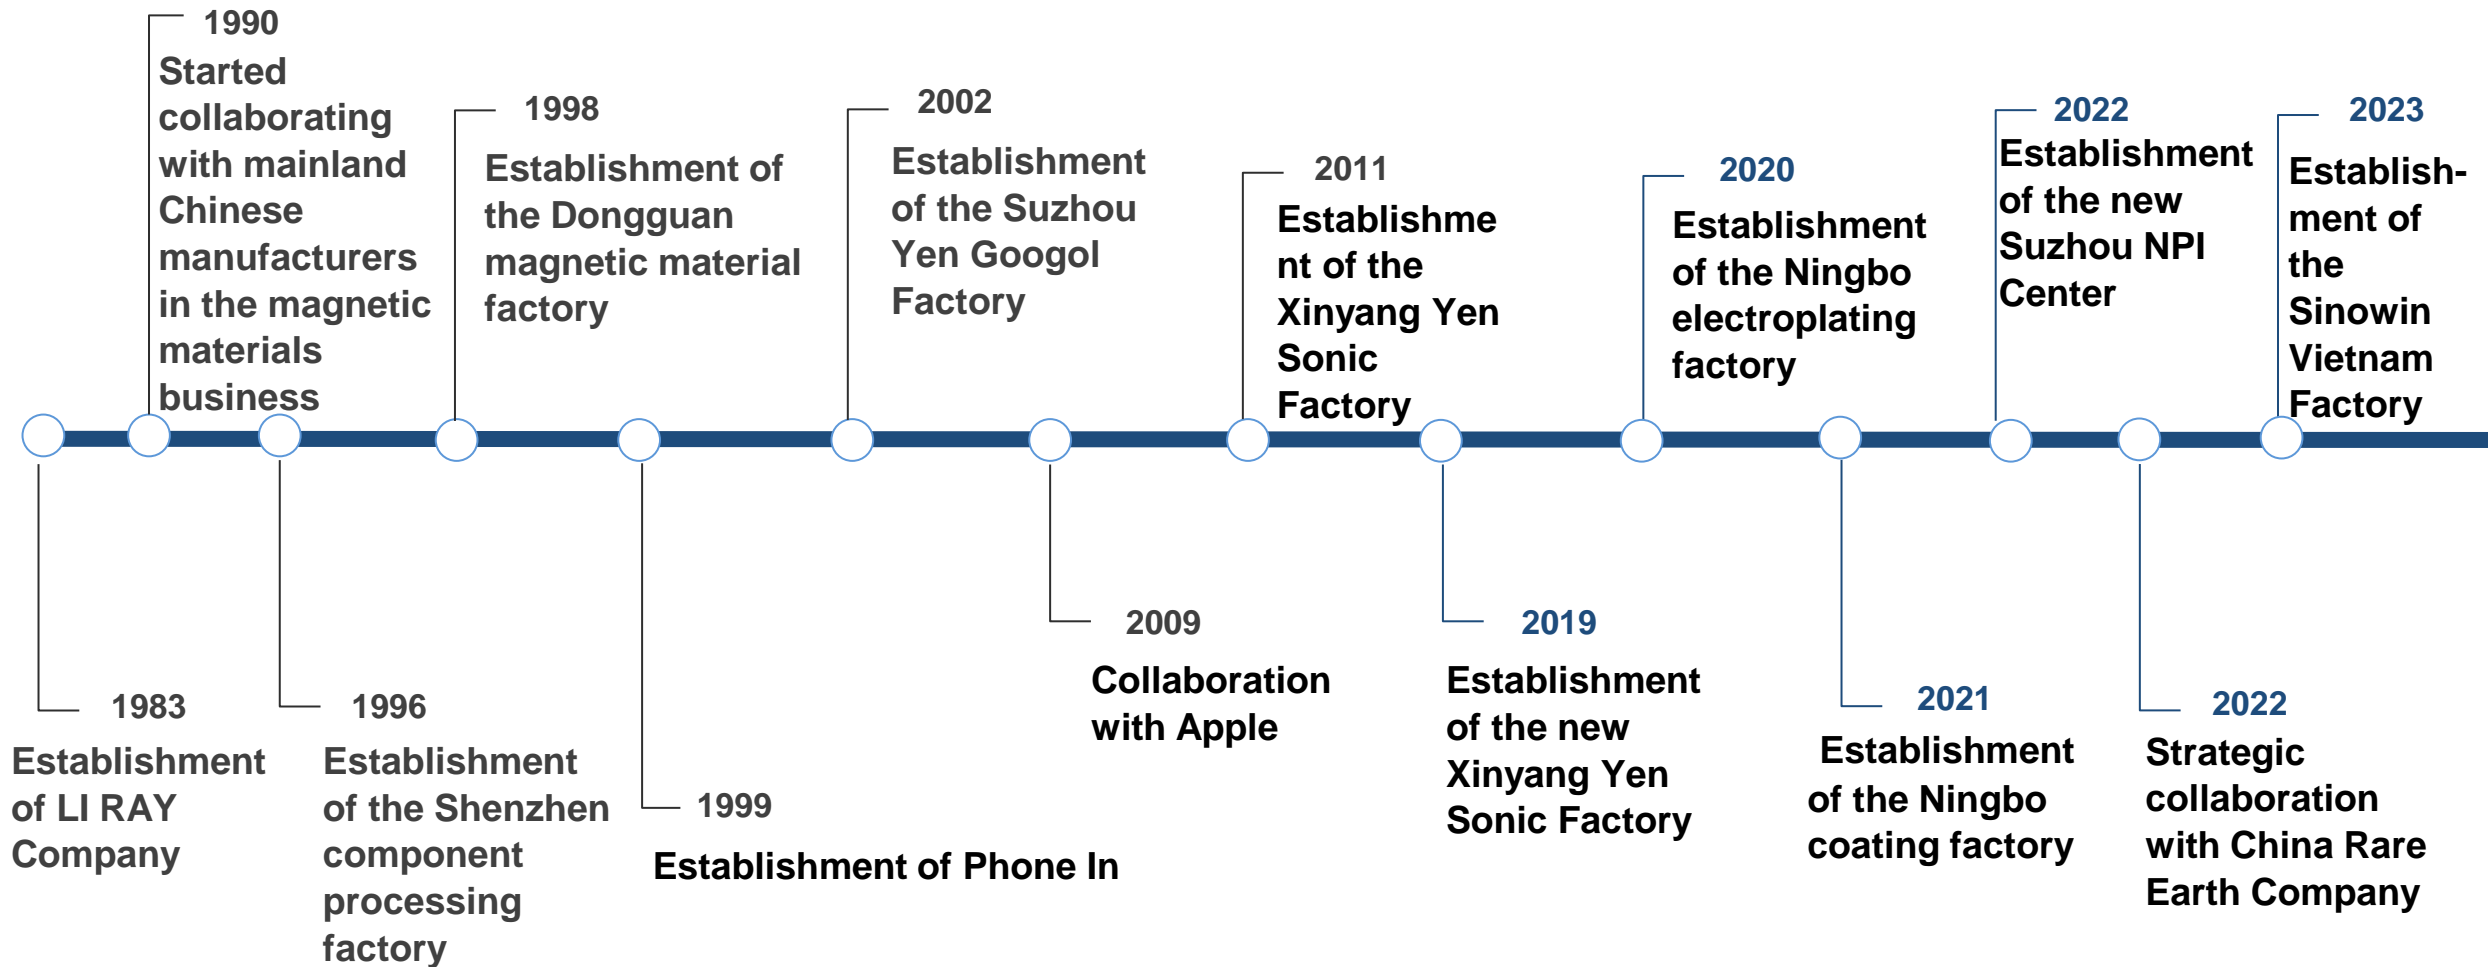 1990
Started
collaborating
with mainland
Chinese
manufacturers
in the magnetic
materials
business
1998
Establishment of
the Dongguan
magnetic material
factory
2002
Establishment
of the Suzhou
Yen Googol
Factory
2011
Establishme
nt of the
Xinyang Yen
Sonic
Factory
2020
Establishment
of the Ningbo
electroplating
factory
2022
Establishment
of the new
Suzhou NPI
Center
2023
Establish-
ment of
the
Sinowin
Vietnam
Factory
1983
Establishment
of LI RAY
Company
1996
Establishment
of the Shenzhen
component
processing
factory
1999
Establishment of Phone In
2009
Collaboration
with Apple
2019
Establishment
of the new
Xinyang Yen
Sonic Factory
2021
Establishment
of the Ningbo
coating factory
2022
Strategic
collaboration
with China Rare
Earth Company